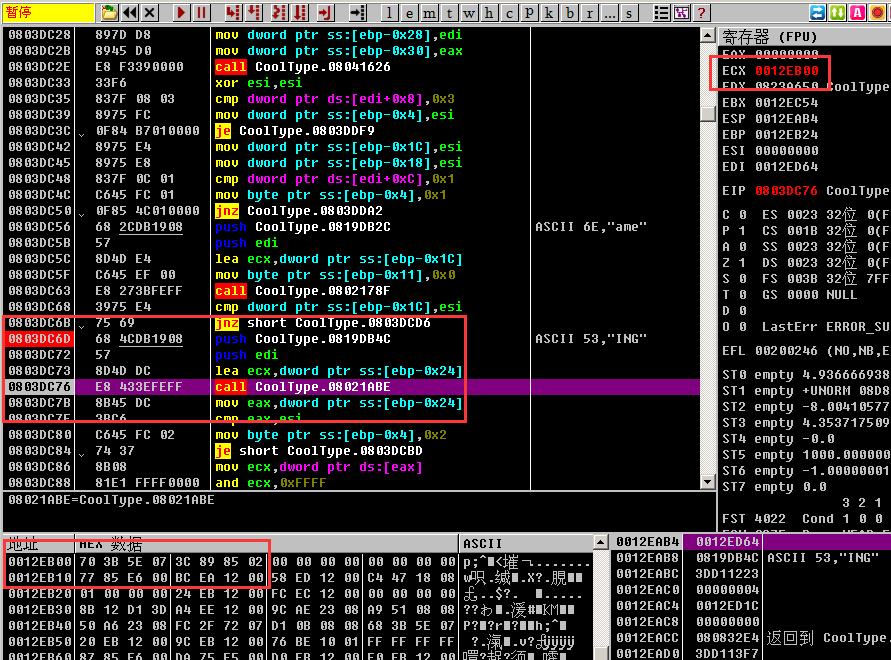 暂停
l e m t w h c p k b r ... s
?
0803DC28 897D D8 mov dword ptr ss:[ebp-0x28],edi
0803DC2B 8945 D0 mov dword ptr ss:[ebp-0x30],eax
0803DC2E E8 F3390000 call CoolType.08041626
0803DC33 33F6 xor esi,esi
0803DC35 837F 08 03 cmp dword ptr ds:[edi+0x8],0x3
0803DC39 8975 FC mov dword ptr ss:[ebp-0x4],esi
0803DC3C 0F84 B7010000 je CoolType.0803DDF9
0803DC42 8975 E4 mov dword ptr ss:[ebp-0x1C],esi
0803DC45 8975 E8 mov dword ptr ss:[ebp-0x18],esi
0803DC48 837F 0C 01 cmp dword ptr ds:[edi+0xC],0x1
0803DC4C C645 FC 01 mov byte ptr ss:[ebp-0x4],0x1
0803DC50 0F85 4C010000 jnz CoolType.0803DDA2
0803DC56 68 2CDB1908 push CoolType.0819DB2C ASCII 6E,"ame"
0803DC5B 57 push edi
0803DC5C 8D4D E4 lea ecx,dword ptr ss:[ebp-0x1C]
0803DC5F C645 EF 00 mov byte ptr ss:[ebp-0x11],0x0
0803DC63 E8 273BFEFF call CoolType.0802178F
0803DC68 3975 E4 cmp dword ptr ss:[ebp-0x1C],esi
0803DC6B 75 69 jnz short CoolType.0803DCD6
0803DC6D 68 4CDB1908 push CoolType.0819DB4C ASCII 53,"ING"
0803DC72 57 push edi
0803DC73 8D4D DC lea ecx,dword ptr ss:[ebp-0x24]
0803DC76 E8 433EFEFF call CoolType.08021ABE
0803DC7B 8B45 DC mov eax,dword ptr ss:[ebp-0x24]
0803DC7E 3BC6 cmp eax,esi
0803DC80 C645 FC 02 mov byte ptr ss:[ebp-0x4],0x2
0803DC84 74 37 je short CoolType.0803DCBD
0803DC86 8B08 mov ecx,dword ptr ds:[eax]
0803DC88 81E1 FFFF0000 and ecx,0xFFFF
08021ABE=CoolType.08021ABE
寄存器 (FPU)
EAX 00000000
ECX 0012EB00
EDX 0823A650 CoolType
EBX 0012EC54
ESP 0012EAB4
EBP 0012EB24
ESI 00000000
EDI 0012ED64
EIP 0803DC76 CoolType
C 0 ES 0023 32位 0(F
P 1 CS 001B 32位 0(F
A 0 SS 0023 32位 0(F
Z 1 DS 0023 32位 0(F
S 0 FS 003B 32位 7FF
T 0 GS 0000 NULL
D 0
O 0 LastErr ERROR_SU
EFL 00200246 (NO,NB,E
ST0 empty 4.936666938
ST1 empty +UNORM 08D8
ST2 empty -8.00410577
ST3 empty 4.353717509
ST4 empty -0.0
ST5 empty 1000.000000
ST6 empty -1.00000001
ST7 empty 0.0
3 2 1
FST 4022 Cond 1 0 0
地址 HEX 数据 ASCII
0012EB00 70 3B 5E 07 3C 89 85 02 00 00 00 00 00 00 00 00
0012EB10 77 85 E6 00 BC EA 12 00 58 ED 12 00 C4 47 18 08
0012EB20 01 00 00 00 24 EB 12 00 FC EC 12 00 00 00 00 00
0012EB30 8B 12 D1 3D A4 EE 12 00 9C AE 23 08 A9 51 08 08
0012EB40 50 A6 23 08 FC 2F 72 07 D1 0B 08 08 68 3B 5E 07
0012EB50 20 EB 12 00 9C EB 12 00 76 BE 10 01 FF FF FF FF
0012EAB4 0012ED64
0012EAB8 0819DB4C ASCII 53,"ING"
0012EABC 3DD11223
0012EAC0 00000004
0012EAC4 0012ED1C
0012EAC8 00000000
0012EACC 080832E4 返回到 CoolType.
0012EAD0 3DD113F7